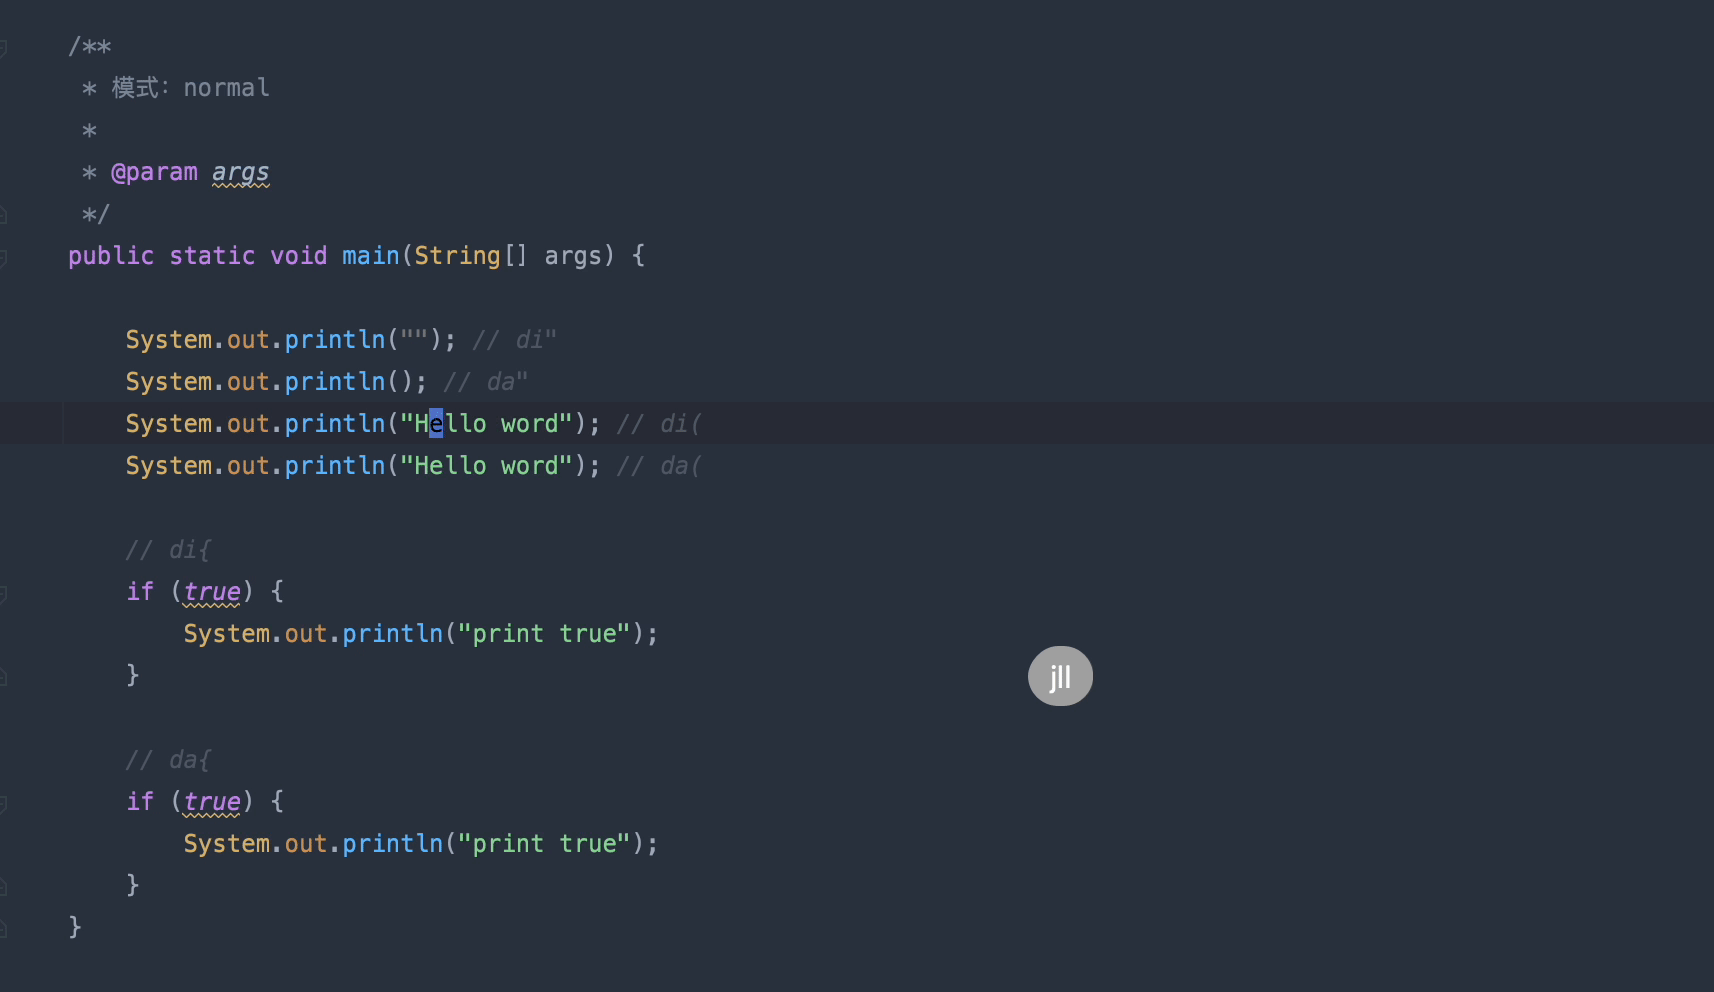 /**
 * 模式：normal
 *
 * @param args
 */
public static void main(String[] args) {
System.out.println(""); // di"
System.out.println(); // da"
System.out.println("Hello word"); // di(
System.out.println("Hello word"); // da(
// di{
if (true) {
System.out.println("print true");
}
jll
// da{
if (true) {
System.out.println("print true");
}
}